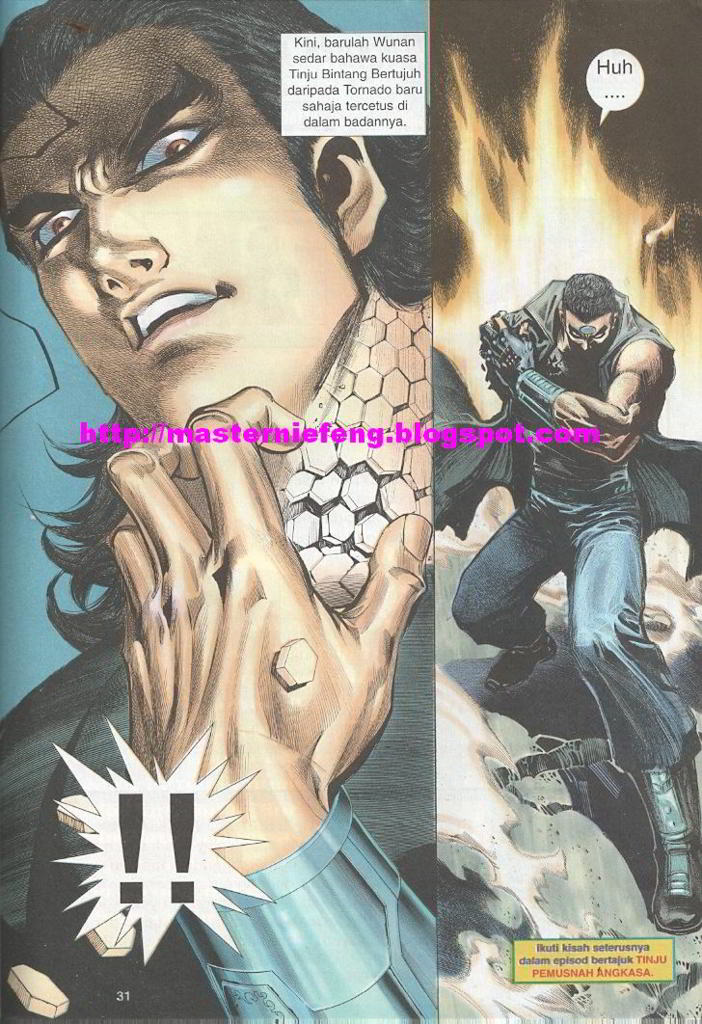 Kini, barulah Wunan
sedar bahawa kuasa
Tinju Bintang Bertujuh
daripada Tornado baru
sahaja tercetus di
dalam badannya.
Huh
....
http://masterniefeng.blogspot.com
!!
Ikuti kisah seterusnya
dalam episod bertajuk TINJU
PEMUSNAH ANGKASA.
31